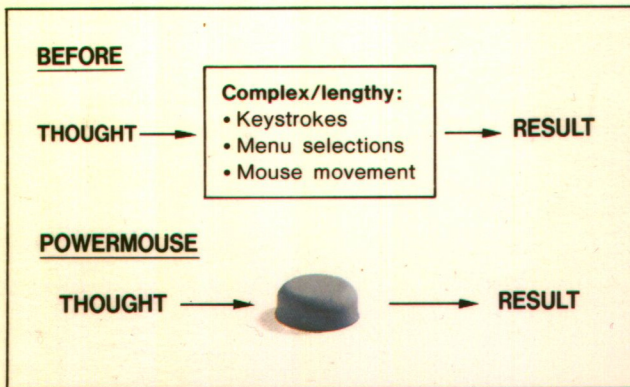 BEFORE
Complex/lengthy:
• Keystrokes
THOUGHT
• Menu selections
RESULT
• Mouse movement
POWERMOUSE
THOUGHT
RESULT